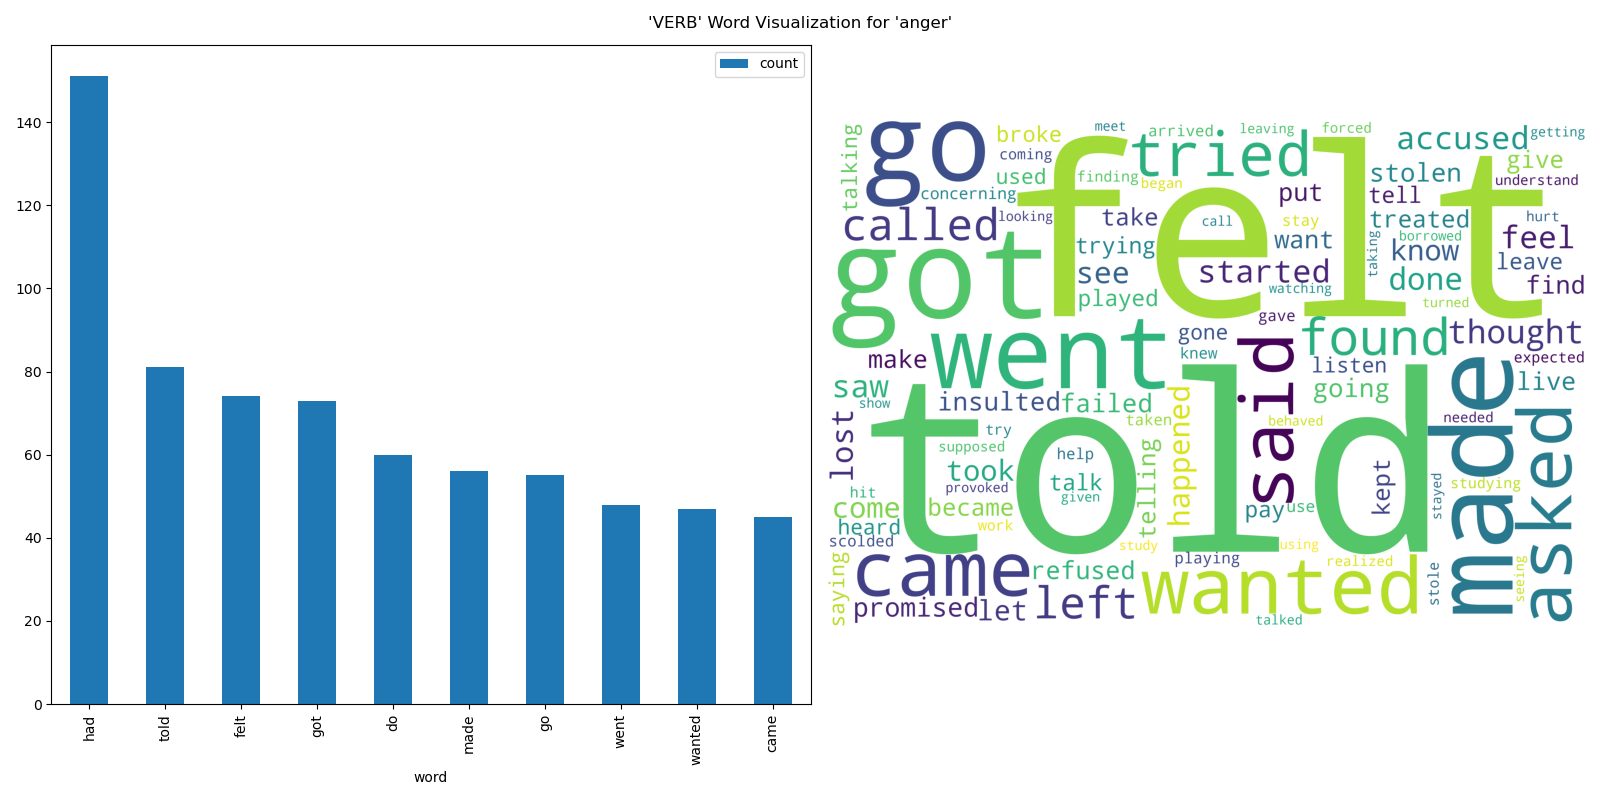 'VERB' Word Visualization for 'anger'
count
140
120
100
80
60
40
20
0
had
told
felt
got
do
made
go
went
wanted
came
word
talking
go
broke
meet
arrived
leaving
forced
accused
getting
coming
tried
give
used
finding
stolen
understand
concerning
began
put
tell
called
looking
take
call
stay
treated
hurt
felt
borrowed
feel
got
trying
want
taking
know
leave
see
started
done
find
played
watching
turned
went
gone
gave
found
thought
make
knew
said
listen
expected
saw
going
live
show
insulted
failed
happened
made
asked
lost
told
try
taken
behaved
needed
supposed
help
took
talk
telling
kept
stayed
studying
provoked
given
hit
come
became
pay
use
heard
work
scolded
study
using
saying
came
refused
playing
realized
stole
seeing
wanted
promised
let
left
talked